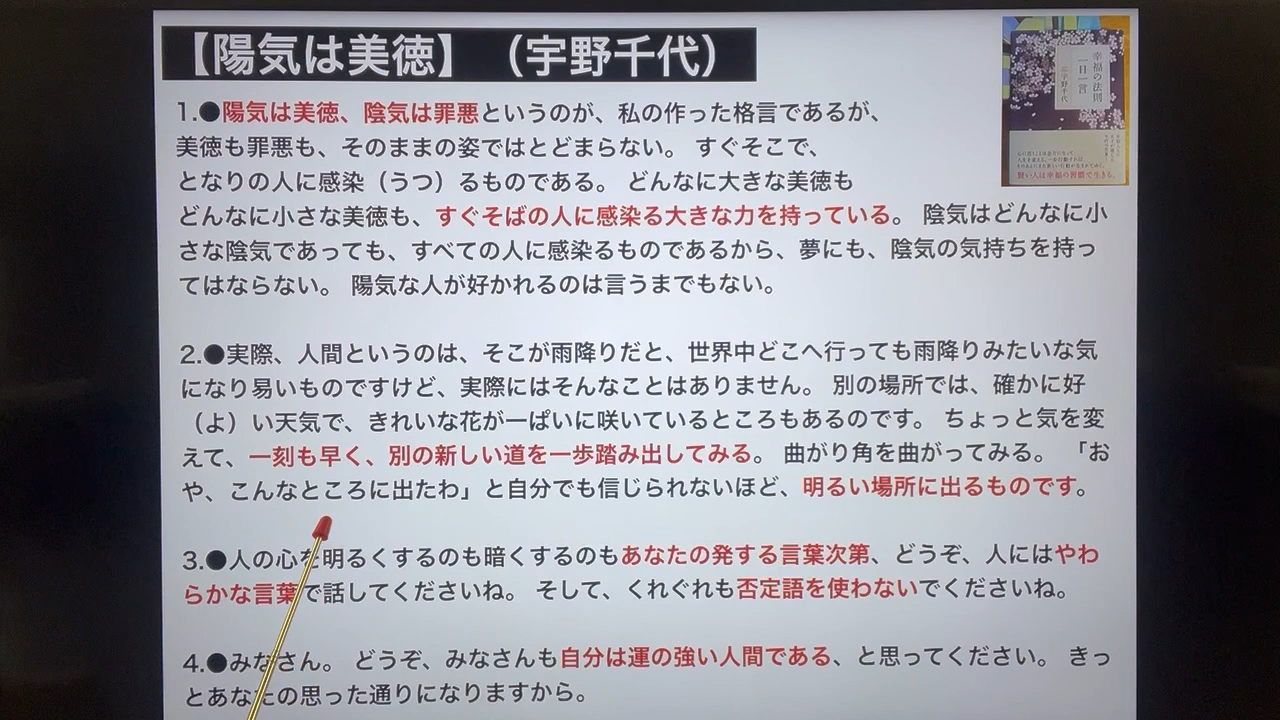 【陽気は美徳】（宇野千代）
1.●陽気は美徳、陰気は罪悪というのが、私の作った格言であるが、
美徳も罪悪も、そのままの姿ではとどまらない。 すぐそこで、
となりの人に感染（うつ）るものである。 どんなに大きな美徳も
どんなに小さな美徳も、すぐそばの人に感染る大きな力を持っている。 陰気はどんなに小
さな陰気であっても、すべての人に感染るものであるから、夢にも、陰気の気持ちを持っ
てはならない。 陽気な人が好かれるのは言うまでもない。
2.●実際、人間というのは、そこが雨降りだと、世界中どこへ行っても雨降りみたいな気
になり易いものですけど、実際にはそんなことはありません。 別の場所では、確かに好
（よ）い天気で、きれいな花が一ぱいに咲いているところもあるのです。 ちょっと気を変
えて、一刻も早く、別の新しい道を一歩踏み出してみる。 曲がり角を曲がってみる。 「お
や、こんなところに出たわ」と自分でも信じられないほど、明るい場所に出るものです。
3.●人の心を明るくするのも暗くするのもあなたの発する言葉次第、どうぞ、人にはやわ
らかな言葉で話してくださいね。 そして、くれぐれも否定語を使わないでくださいね。
4.●みなさん。 どうぞ、みなさんも自分は運の強い人間である、と思ってください。 きっ
とあなたの思った通りになりますから。
幸福の法則
一日一言
宇野千代
賢い人は幸福の習慣で生きる。